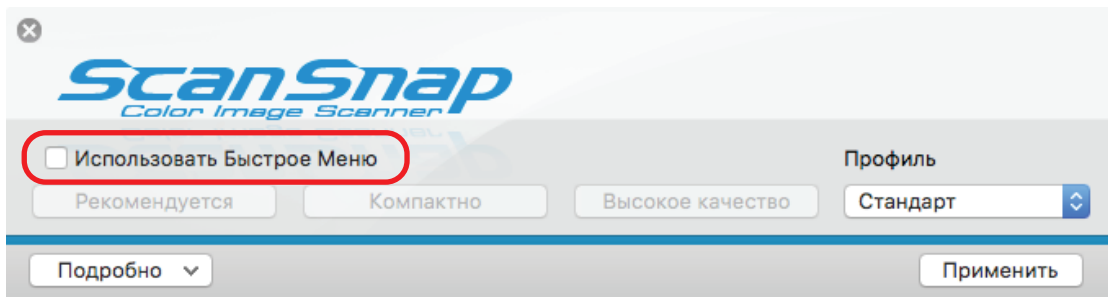 ScanSnap
Color Image Scanner
Использовать Быстрое Меню
Профиль
Рекомендуется
Компактно
Высокое качество
Стандарт
Подробно
Применить